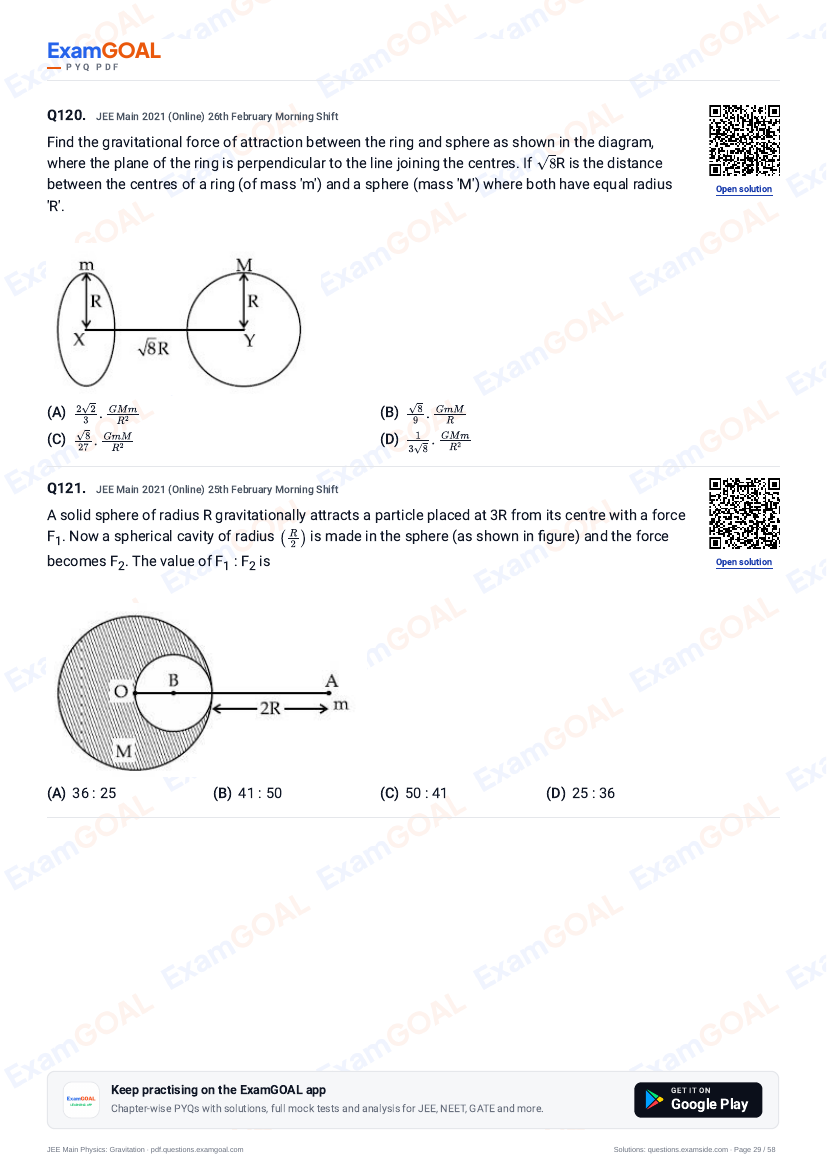 ExamGOAL
PYQ PDF
Q120. JEE Main 2021 (Online) 26th February Morning Shift
Find the gravitational force of attraction between the ring and sphere as shown in the diagram,
where the plane of the ring is perpendicular to the line joining the centres. If √8R is the distance
between the centres of a ring (of mass 'm') and a sphere (mass 'M') where both have equal radius
'R'.
Open solution
m M
R R
X Y
√8R
(A) 2√2/3 . GMm/R² (B) √8/9 . GmM/R
(C) √8/27 . GmM/R² (D) 1/3√8 . GMm/R²
Q121. JEE Main 2021 (Online) 25th February Morning Shift
A solid sphere of radius R gravitationally attracts a particle placed at 3R from its centre with a force
F₁. Now a spherical cavity of radius (R/2) is made in the sphere (as shown in figure) and the force
becomes F₂. The value of F₁ : F₂ is
Open solution
B A
O
2R m
M
(A) 36 : 25 (B) 41 : 50 (C) 50 : 41 (D) 25 : 36
Keep practising on the ExamGOAL app
Chapter-wise PYQs with solutions, full mock tests and analysis for JEE, NEET, GATE and more.
GET IT ON
Google Play
JEE Main Physics: Gravitation · pdf.questions.examgoal.com Solutions: questions.examside.com · Page 29 / 58